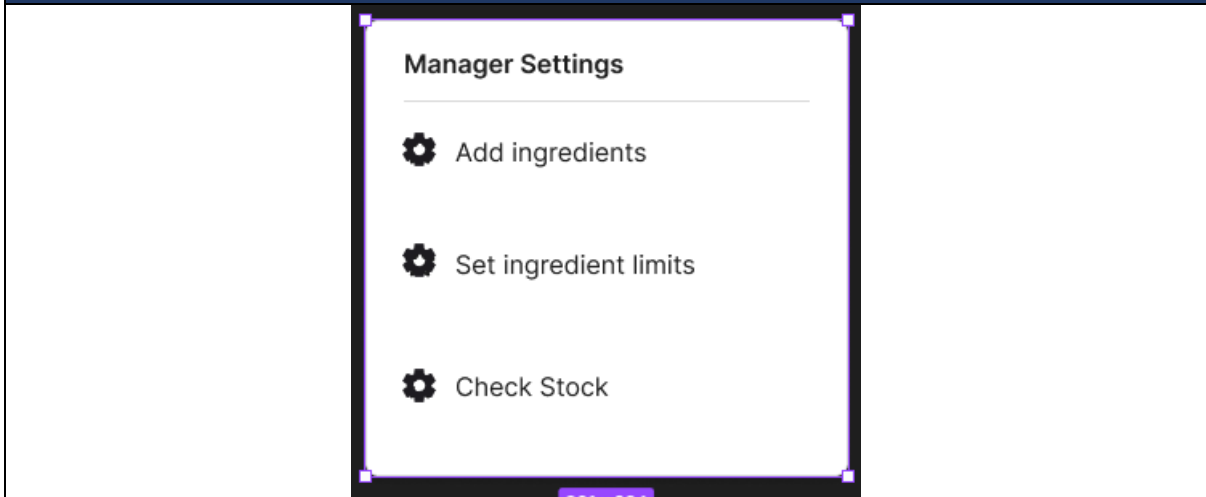 Manager Settings
Add ingredients
Set ingredient limits
Check Stock